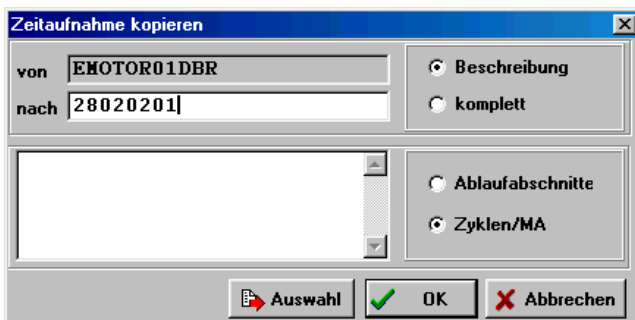 Zeitaufnahme kopieren
von EMOTOR01DBR
nach 28020201
Beschreibung
komplett
Ablaufabschnitte
Zyklen/MA
Auswahl OK Abbrechen